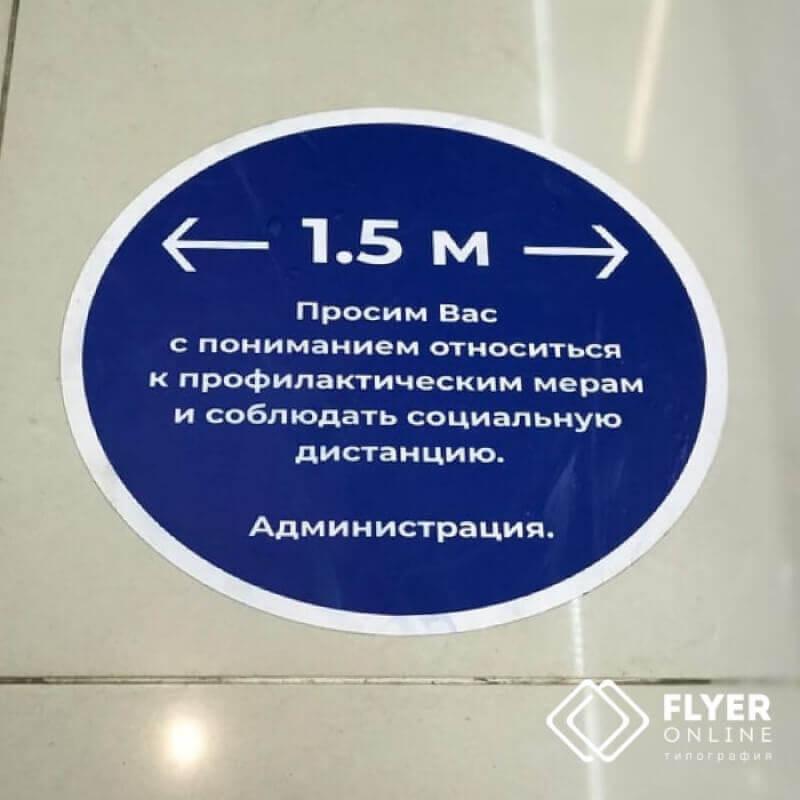 1.5 м
Просим Вас
с пониманием относиться
к профилактическим мерам
и соблюдать социальную
дистанцию.
Администрация.
FLYER
ONLINE
типография